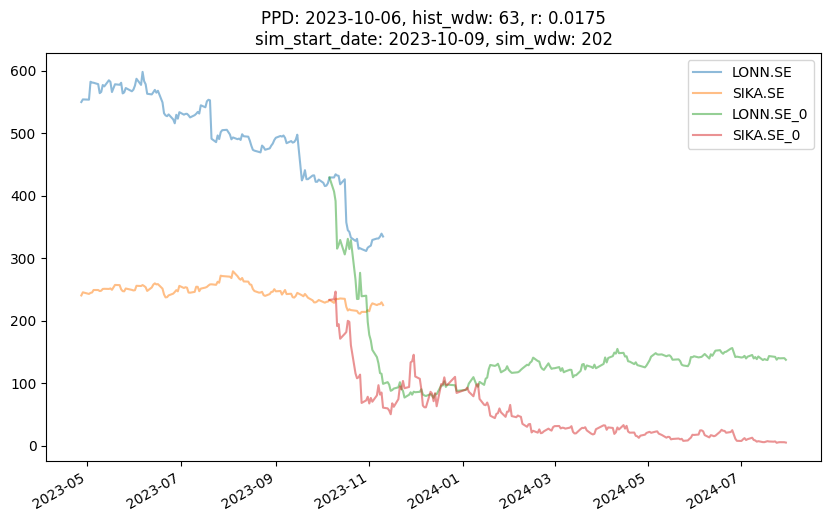 PPD: 2023-10-06, hist_wdw: 63, r: 0.0175
sim_start_date: 2023-10-09, sim_wdw: 202
LONN.SE
SIKA.SE
LONN.SE_0
SIKA.SE_0
600
500
400
300
200
100
0
2023-05
2023-07
2023-09
2023-11
2024-01
2024-03
2024-05
2024-07